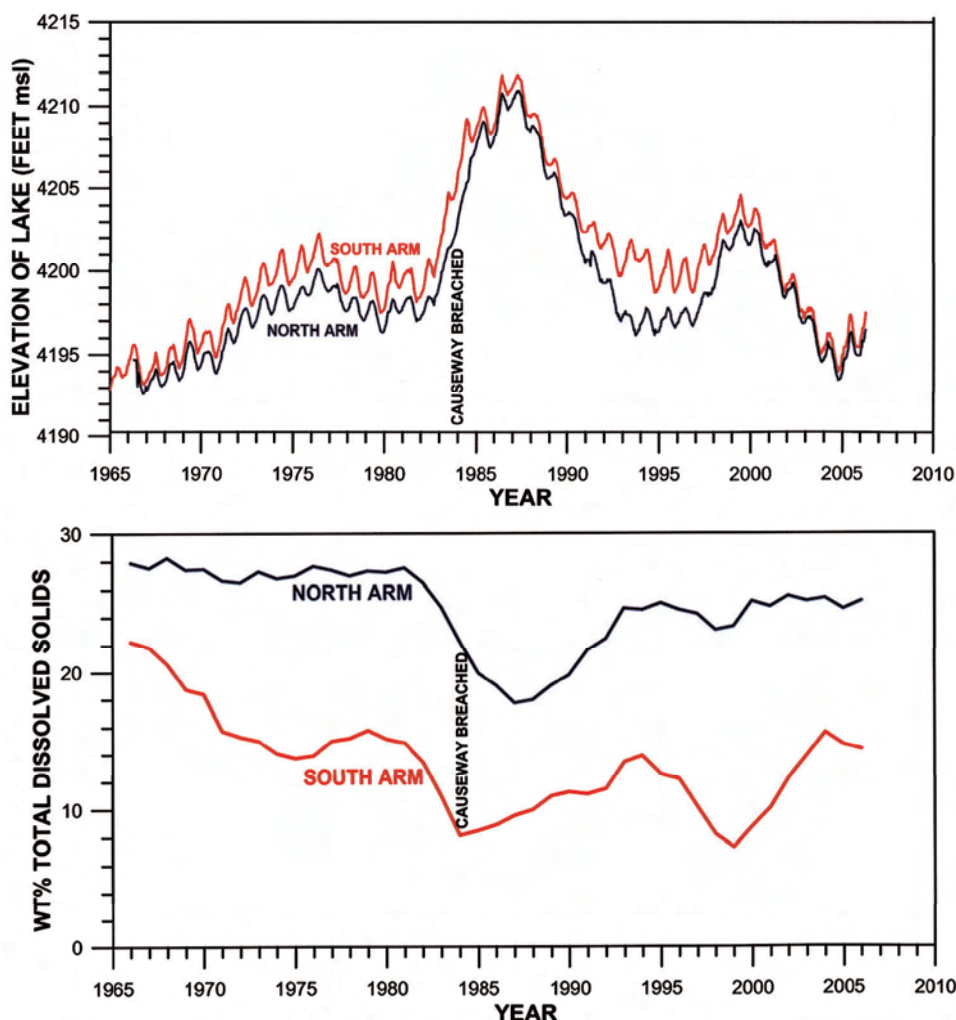 ELEVATION OF LAKE (FEET msl)
4215
4210
4205
4200
4195
4190
SOUTH ARM
NORTH ARM
CAUSEWAY BREACHED
1965 1970 1975 1980 1985 1990 1995 2000 2005 2010
YEAR
WT% TOTAL DISSOLVED SOLIDS
30
20
10
0
NORTH ARM
SOUTH ARM
CAUSEWAY BREACHED
1965 1970 1975 1980 1985 1990 1995 2000 2005 2010
YEAR